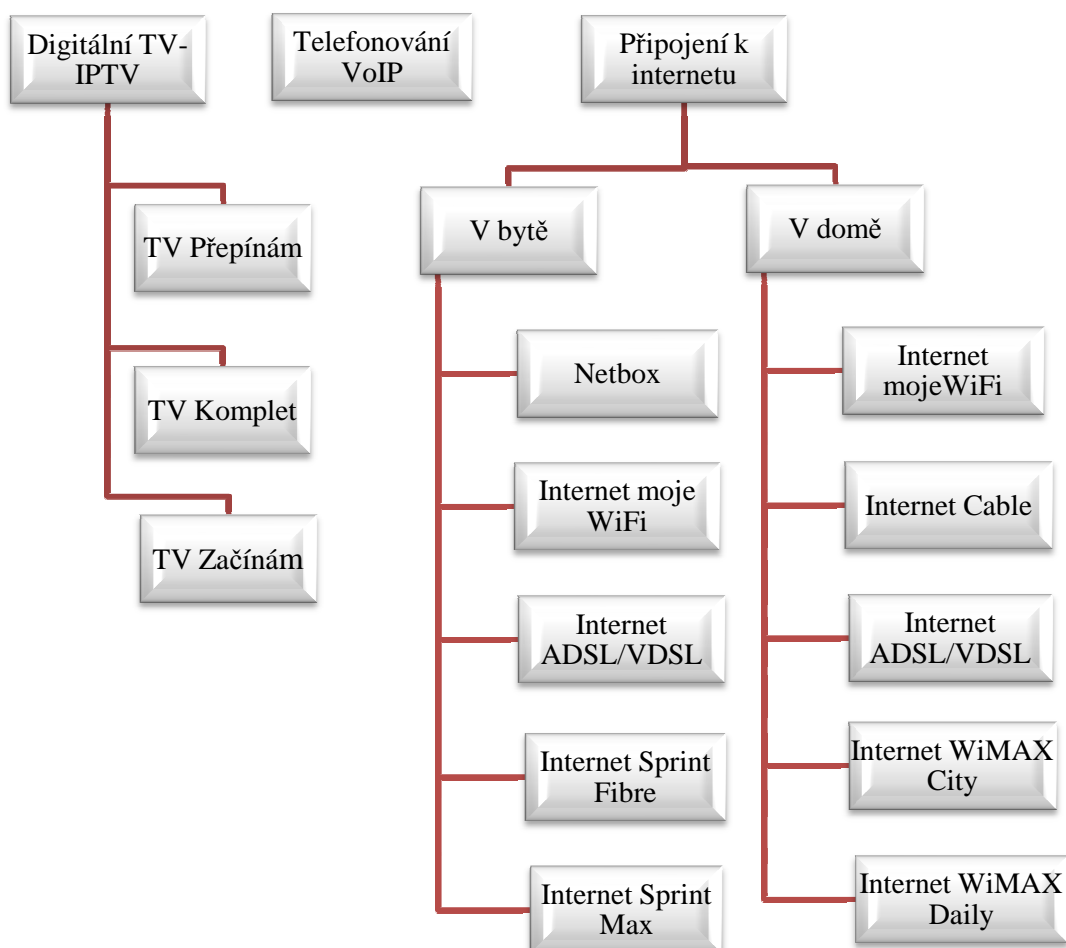 Digitální TV-
IPTV
Telefonování
VoIP
Připojení k
internetu
TV Přepínám
TV Komplet
TV Začínám
V bytě
Netbox
Internet moje
WiFi
Internet
ADSL/VDSL
Internet Sprint
Fibre
Internet Sprint
Max
V domě
Internet
mojeWiFi
Internet Cable
Internet
ADSL/VDSL
Internet WiMAX
City
Internet WiMAX
Daily